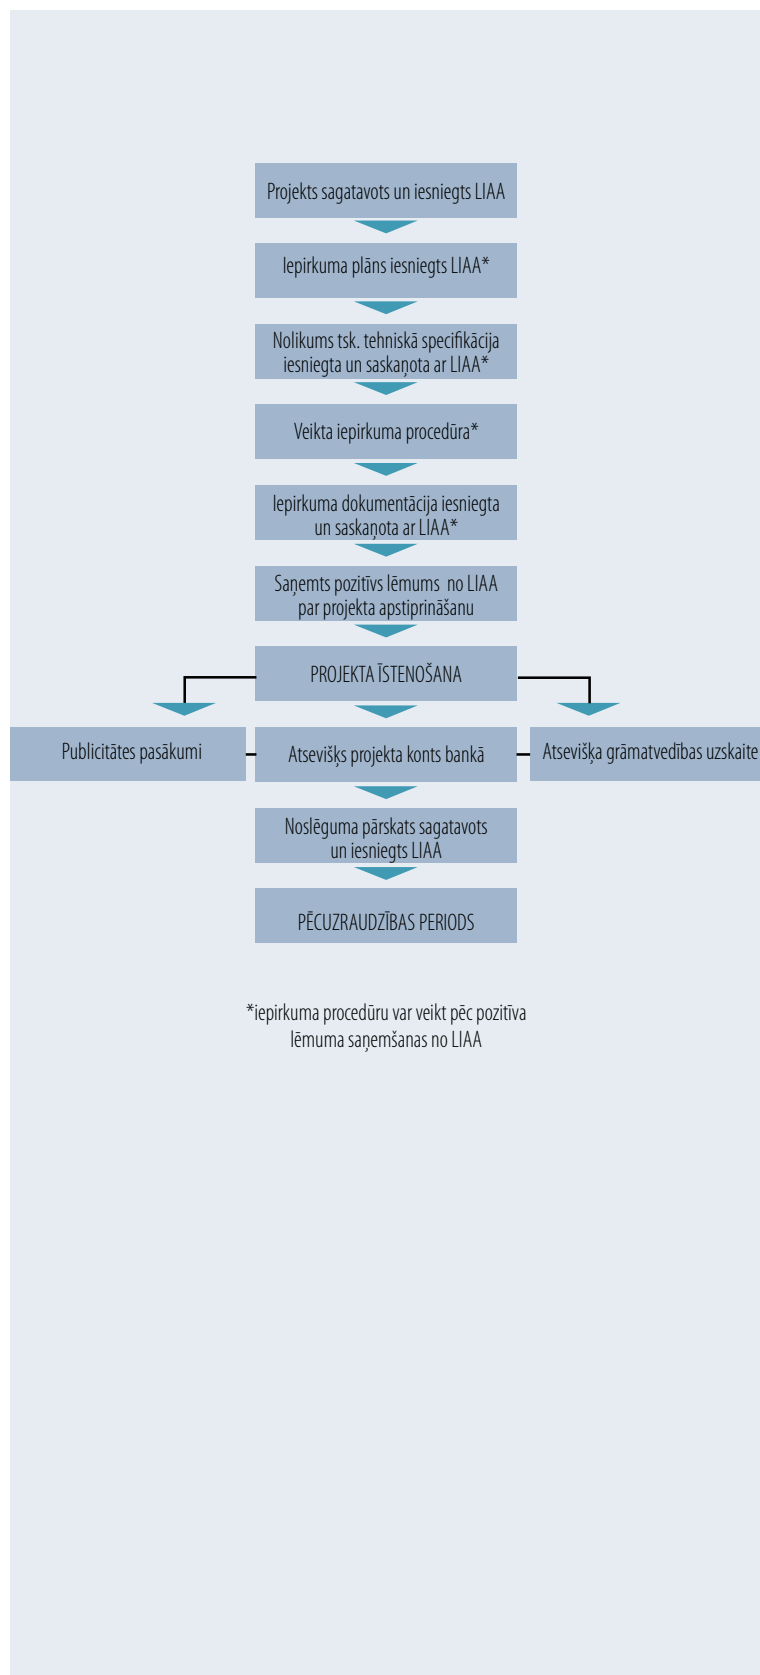 Projekts sagatavots un iesniegts LIAA
Iepirkuma plāns iesniegts LIAA*
Nolikums tsk. tehniskā specifikācija
iesniegta un saskaņota ar LIAA*
Veikta iepirkuma procedūra*
Iepirkuma dokumentācija iesniegta
un saskaņota ar LIAA*
Saņemts pozitīvs lēmums no LIAA
par projekta apstiprināšanu
PROJEKTA ĪSTENOŠANA
Publicitātes pasākumi
Atsevišķs projekta konts bankā
Atsevišķa grāmatvedības uzskaite
Noslēguma pārskats sagatavots
un iesniegts LIAA
PĒCUZRAUDZĪBAS PERIODS
*iepirkuma procedūru var veikt pēc pozitīva
lēmuma saņemšanas no LIAA